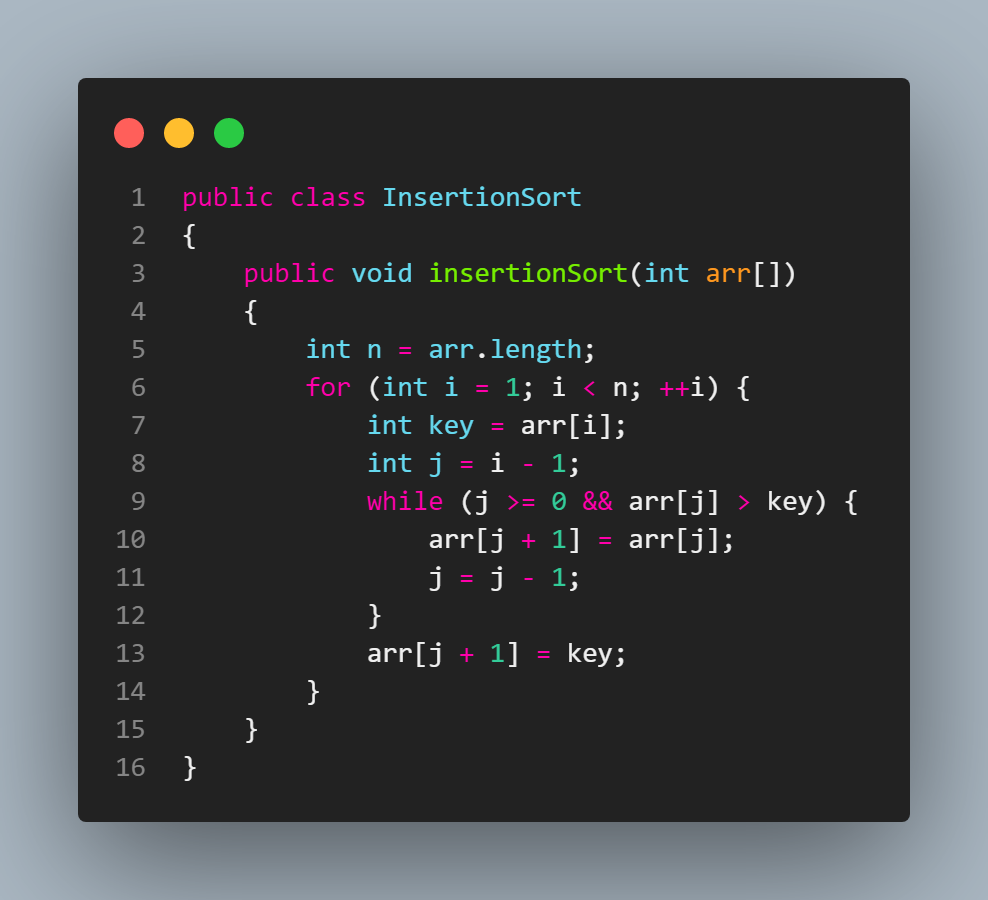 1 public class InsertionSort
2 {
3     public void insertionSort(int arr[])
4     {
5         int n = arr.length;
6         for (int i = 1; i < n; ++i) {
7             int key = arr[i];
8             int j = i - 1;
9             while (j >= 0 && arr[j] > key) {
10                 arr[j + 1] = arr[j];
11                 j = j - 1;
12             }
13             arr[j + 1] = key;
14         }
15     }
16 }